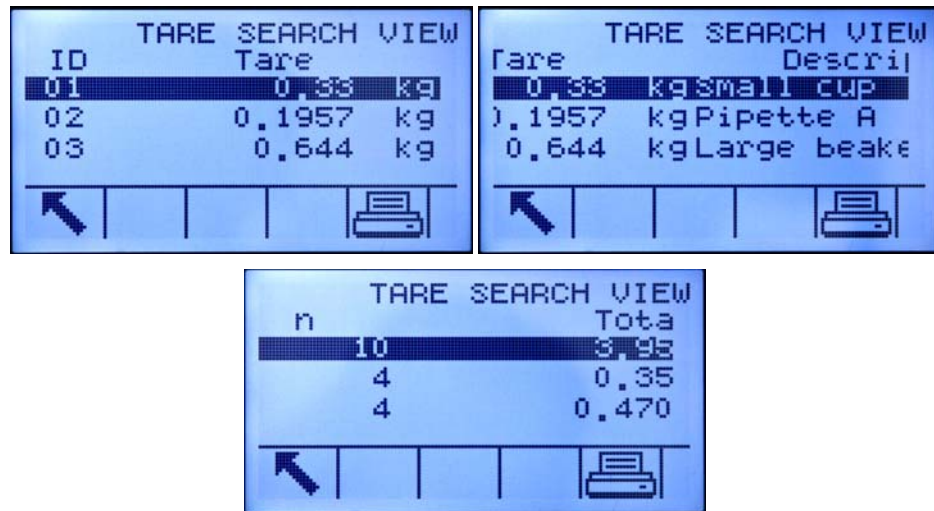 TARE SEARCH VIEW
ID Tare
01 0.33 kg
02 0.1957 kg
03 0.644 kg
TARE SEARCH VIEW
Tare Descrip
0.33 kg Small cup
0.1957 kg Pipette A
0.644 kg Large beake
TARE SEARCH VIEW
n Tota
10
4 0.35
4 0.470